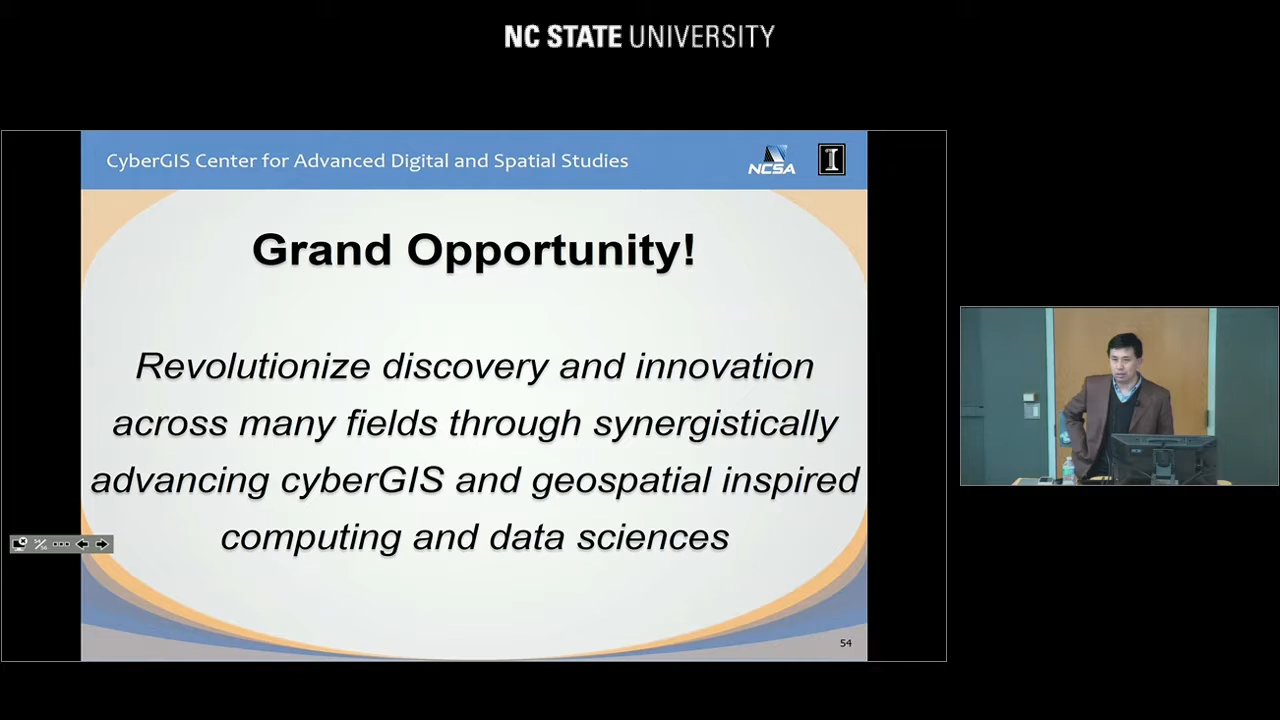 NC STATE UNIVERSITY
CyberGIS Center for Advanced Digital and Spatial Studies
NCSA
I
Grand Opportunity!
Revolutionize discovery and innovation
across many fields through synergistically
advancing cyberGIS and geospatial inspired
computing and data sciences
54